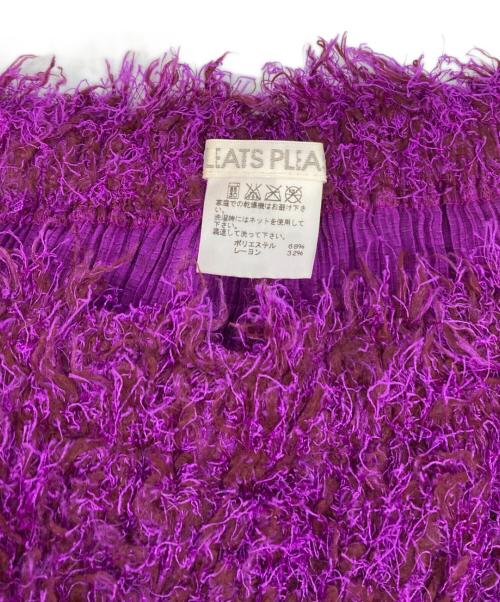 LEATS PLEA
家庭での乾燥機はお避け下さ
い。
洗濯時にはネットを使用して
下さい。
裏返して洗って下さい。
ポリエステル 68%
レーヨン 32%